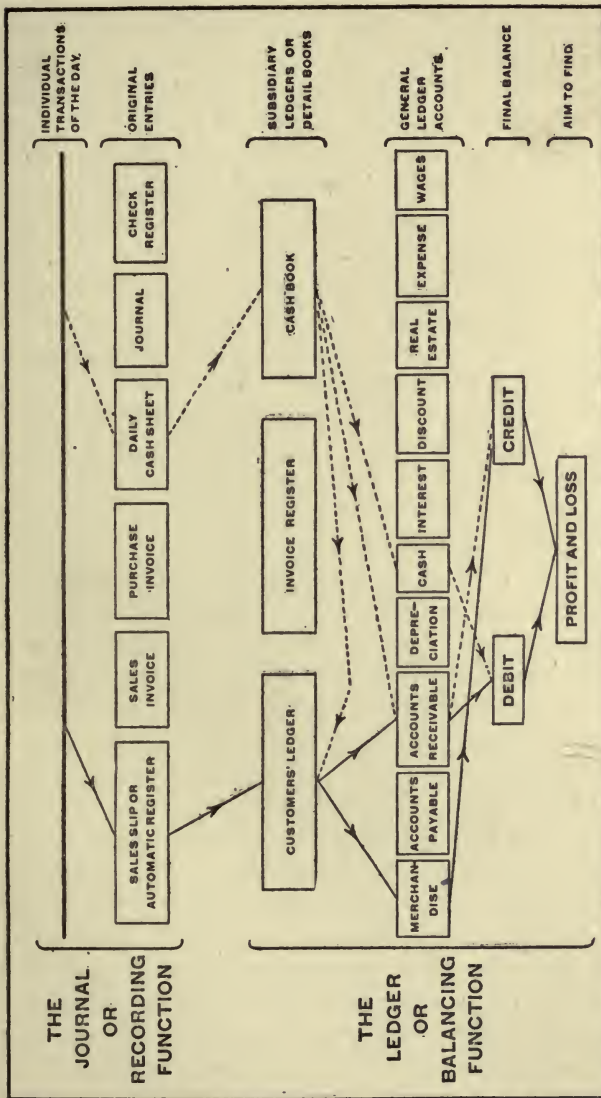 THE
JOURNAL
OR
RECORDING
FUNCTION
INDIVIDUAL
TRANSACTIONS
OF THE DAY
ORIGINAL
ENTRIES
SALES SLIP OR
AUTOMATIC REGISTER
SALES
INVOICE
PURCHASE
INVOICE
DAILY
CASH SHEET
JOURNAL
CHECK
REGISTER
THE
LEDGER
OR
BALANCING
FUNCTION
SUBSIDIARY
LEDGERS OR
DETAIL BOOKS
CUSTOMERS' LEDGER
INVOICE REGISTER
CASH BOOK
GENERAL
LEDGER
ACCOUNTS
MERCHAN-
DISE
ACCOUNTS
PAYABLE
ACCOUNTS
RECEIVABLE
DEPRE-
CIATION
CASH
INTEREST
DISCOUNT
REAL
ESTATE
EXPENSE
WAGES
FINAL BALANCE
DEBIT
CREDIT
AIM TO FIND
PROFIT AND LOSS